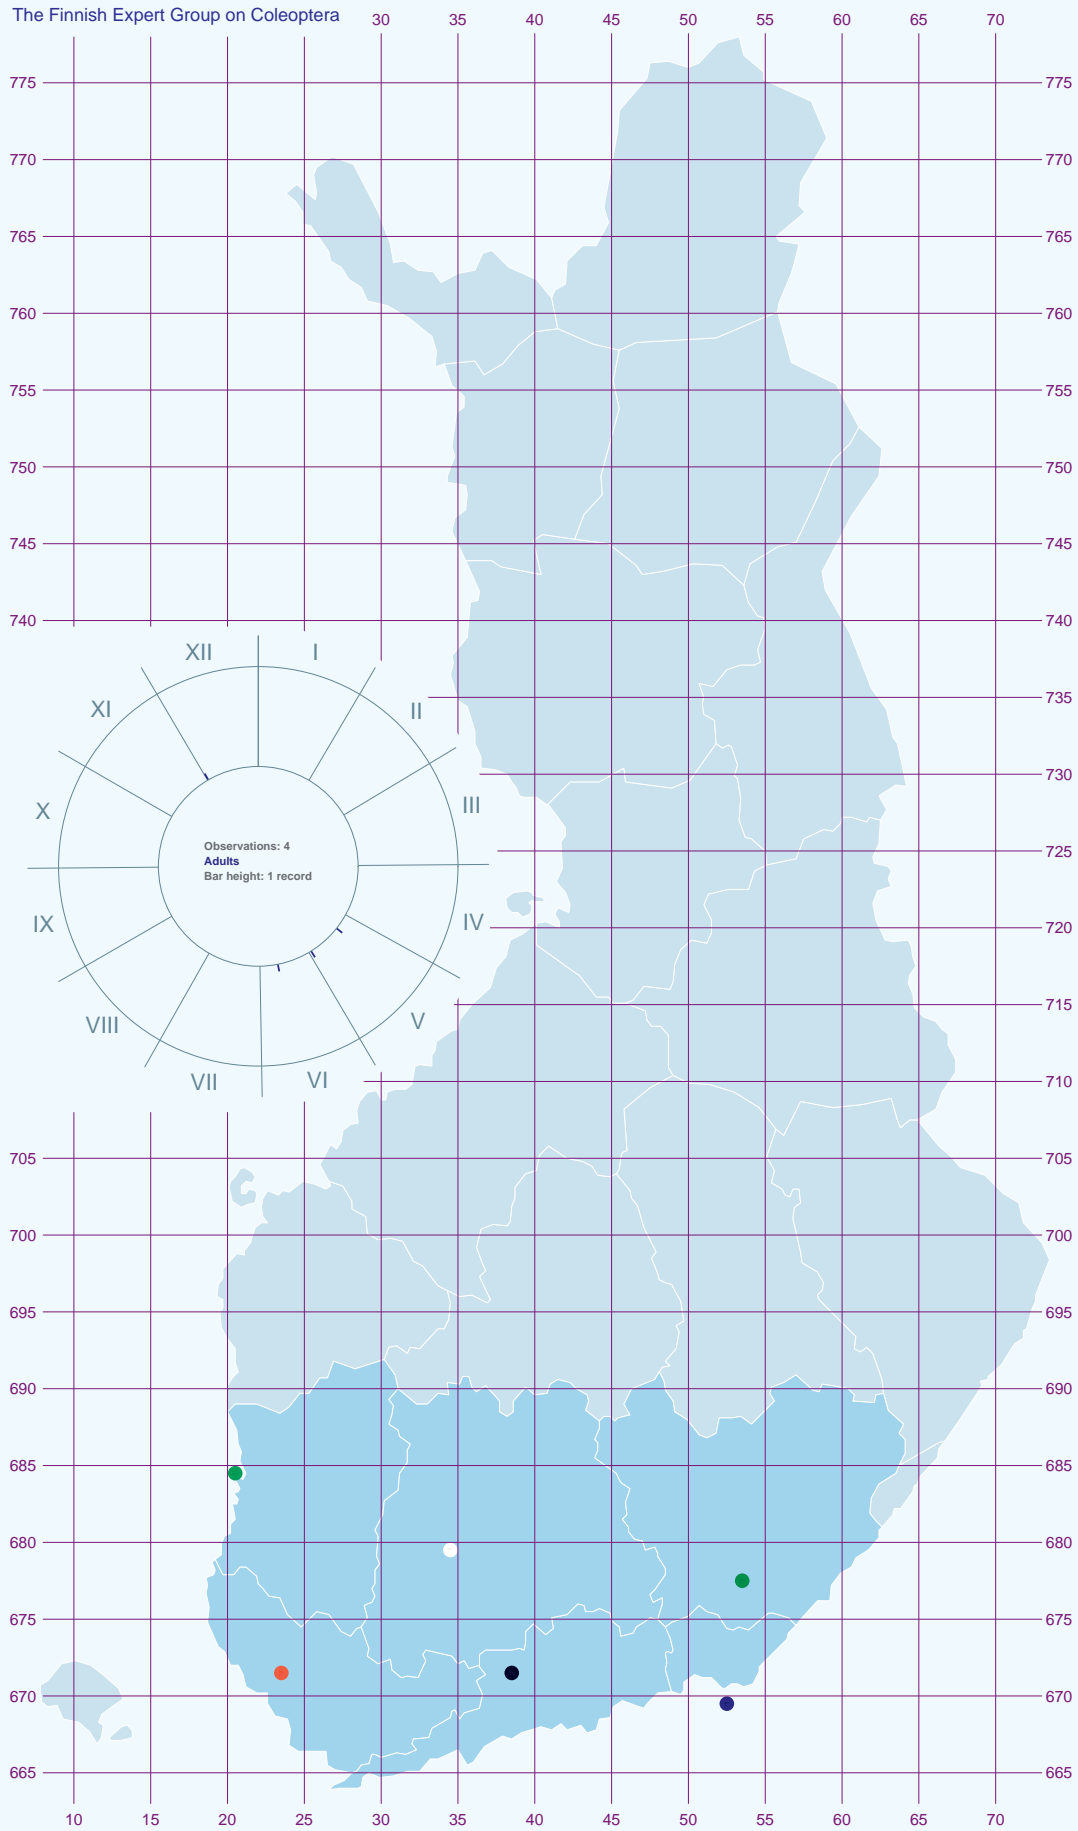 The Finnish Expert Group on Coleoptera
30 35 40 45 50 55 60 65 70
775 775
770 770
765 765
760 760
755 755
750 750
745 745
740 740
735
730
725
720
715
710
705 705
700 700
695 695
690 690
685 685
680 680
675 675
670 670
665 665
10 15 20 25 30 35 40 45 50 55 60 65 70
XII I
XI II
X III
IX IV
VIII V
VII VI
Observations: 4
Adults
Bar height: 1 record